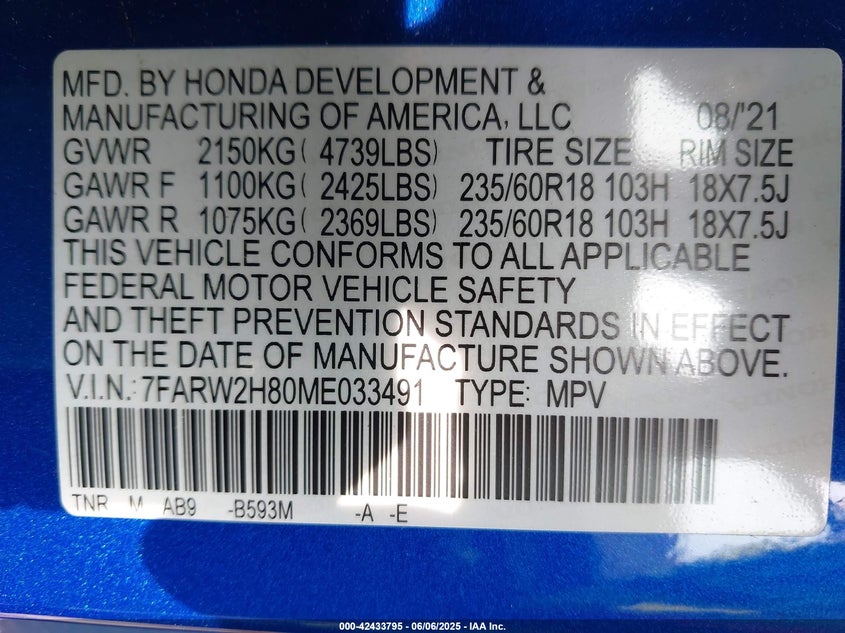 MFD. BY HONDA DEVELOPMENT &
MANUFACTURING OF AMERICA, LLC 08/'21
GVWR 2150KG( 4739LBS) TIRE SIZE RIM SIZE
GAWR F 1100KG( 2425LBS) 235/60R18 103H 18X7.5J
GAWR R 1075KG( 2369LBS) 235/60R18 103H 18X7.5J
THIS VEHICLE CONFORMS TO ALL APPLICABLE
FEDERAL MOTOR VEHICLE SAFETY
AND THEFT PREVENTION STANDARDS IN EFFECT
ON THE DATE OF MANUFACTURE SHOWN ABOVE.
V.I.N.: 7FARW2H80ME033491 TYPE: MPV
TNR M AB9 -B593M -A -E
000-42433795 - 06/06/2025 - IAA Inc.